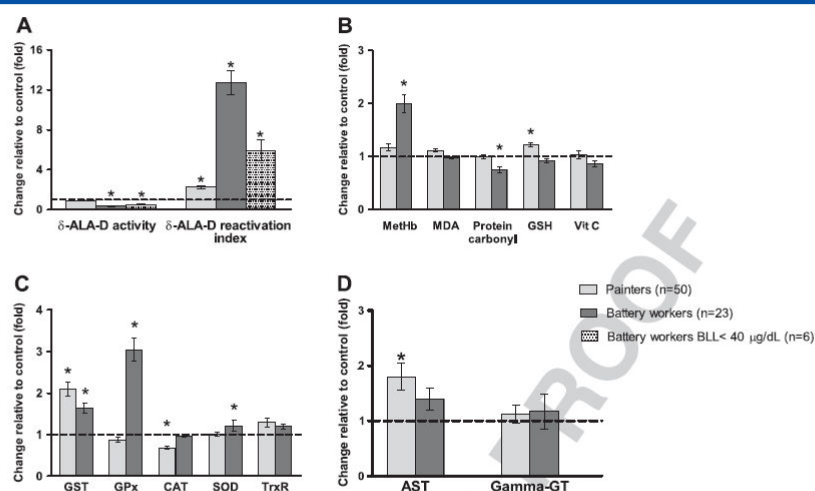 A
Change relative to control (fold)
16
12
8
4
0
*
*
*
*
*
δ-ALA-D activity
δ-ALA-D reactivation
index
B
Change relative to control (fold)
3
2
1
0
*
*
*
MetHb
MDA
Protein
carbonyl
GSH
Vit C
C
Change relative to control (fold)
4
3
2
1
0
*
*
*
*
*
GST
GPx
CAT
SOD
TrxR
D
Change relative to control (fold)
3
2
1
0
*
AST
Gamma-GT
Painters (n=50)
Battery workers (n=23)
Battery workers BLL< 40 μg/dL (n=6)
PROOF